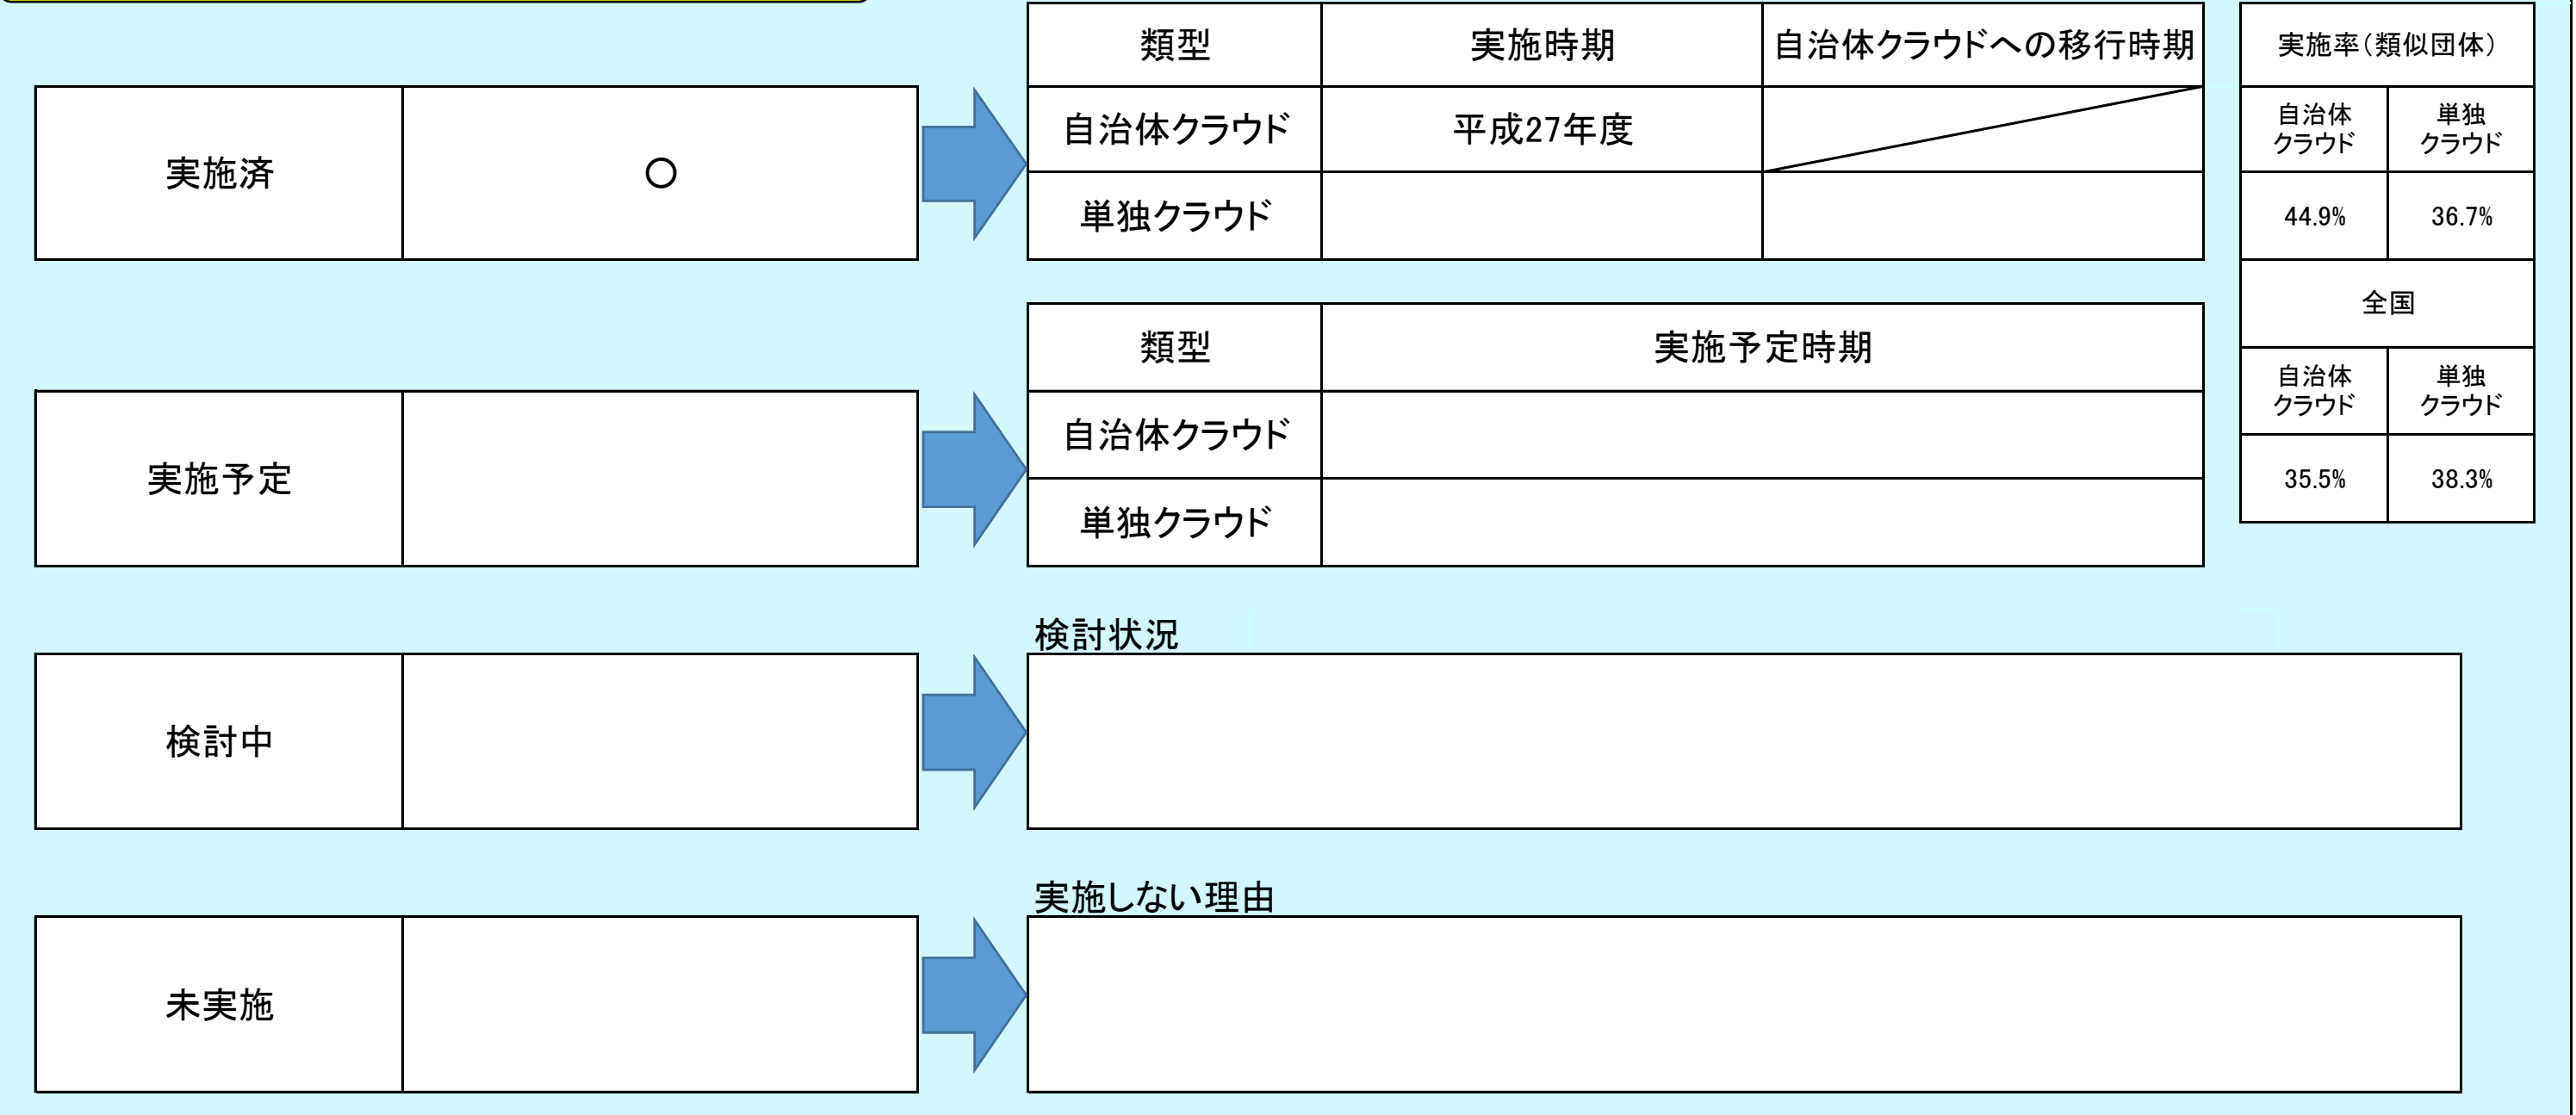 実施済
○
類型 実施時期 自治体クラウドへの移行時期
自治体クラウド 平成27年度
単独クラウド
実施率(類似団体)
自治体
クラウド
単独
クラウド
44.9% 36.7%
全国
自治体
クラウド
単独
クラウド
35.5% 38.3%
実施予定
類型 実施予定時期
自治体クラウド
単独クラウド
検討中
検討状況
未実施
実施しない理由